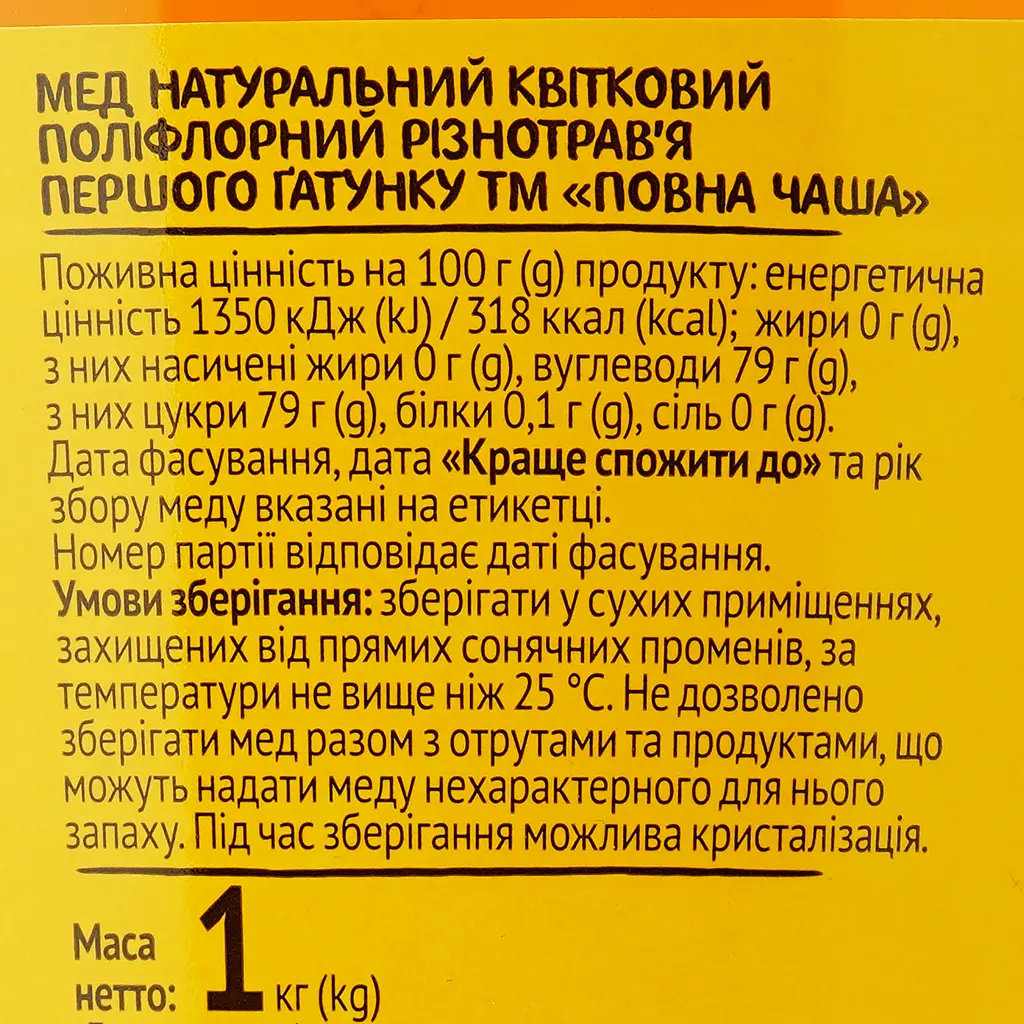 МЕД НАТУРАЛЬНИЙ КВІТКОВИЙ
ПОЛІФЛОРНИЙ РІЗНОТРАВ'Я
ПЕРШОГО ҐАТУНКУ ТМ «ПОВНА ЧАША»
Поживна цінність на 100 г (g) продукту: енергетична
цінність 1350 кДж (kJ) / 318 ккал (kcal); жири 0 г (g),
з них насичені жири 0 г (g), вуглеводи 79 г (g),
з них цукри 79 г (g), білки 0,1 г (g), сіль 0 г (g).
Дата фасування, дата «Краще спожити до» та рік
збору меду вказані на етикетці.
Номер партії відповідає даті фасування.
Умови зберігання: зберігати у сухих приміщеннях,
захищених від прямих сонячних променів, за
температури не вище ніж 25 °С. Не дозволено
зберігати мед разом з отрутами та продуктами, що
можуть надати меду нехарактерного для нього
запаху. Під час зберігання можлива кристалізація.
Маса
нетто: 1 кг (kg)